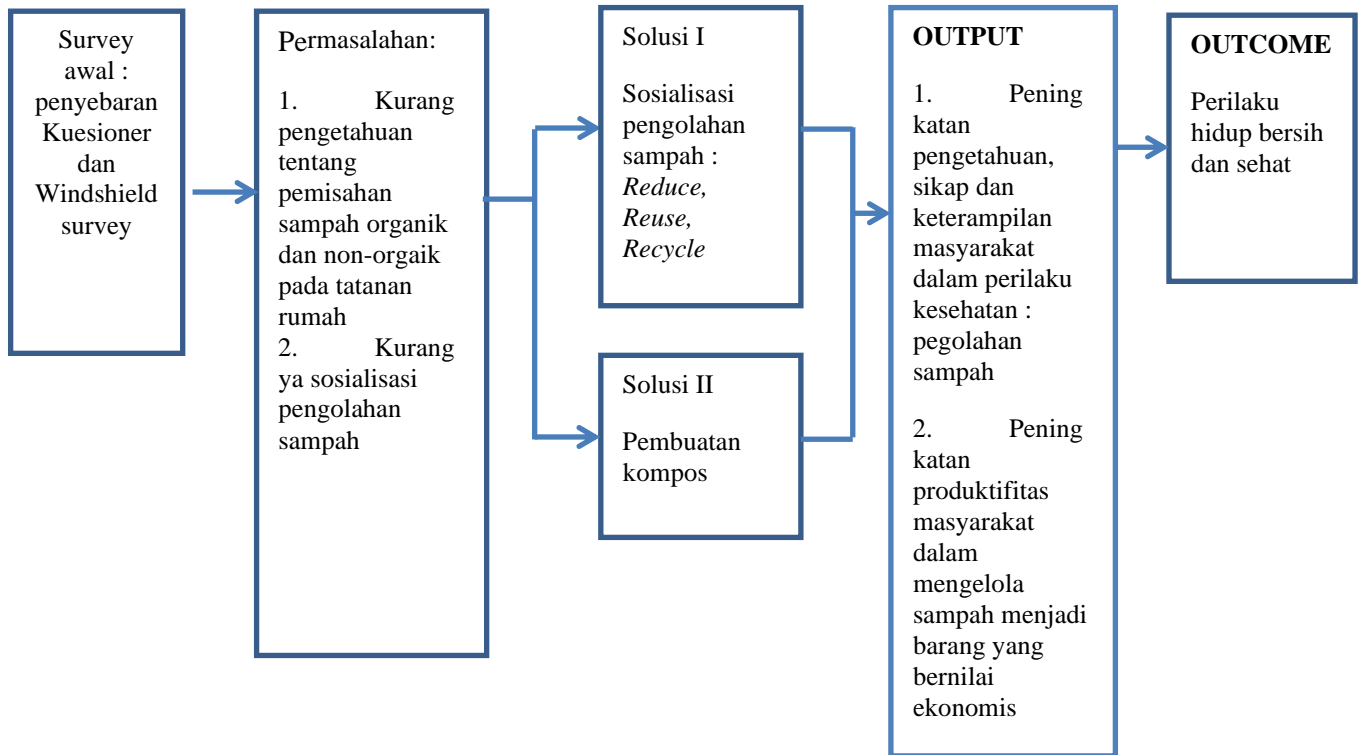 Survey
awal :
penyebaran
Kuesioner
dan
Windshield
survey
Permasalahan:
1. Kurang
pengetahuan
tentang
pemisahan
sampah organik
dan non-orgaik
pada tatanan
rumah
2. Kurang
ya sosialisasi
pengolahan
sampah
Solusi I
Sosialisasi
pengolahan
sampah :
Reduce,
Reuse,
Recycle
Solusi II
Pembuatan
kompos
OUTPUT
1. Pening
katan
pengetahuan,
sikap dan
keterampilan
masyarakat
dalam perilaku
kesehatan :
pegolahan
sampah
2. Pening
katan
produktifitas
masyarakat
dalam
mengelola
sampah menjadi
barang yang
bernilai
ekonomis
OUTCOME
Perilaku
hidup bersih
dan sehat